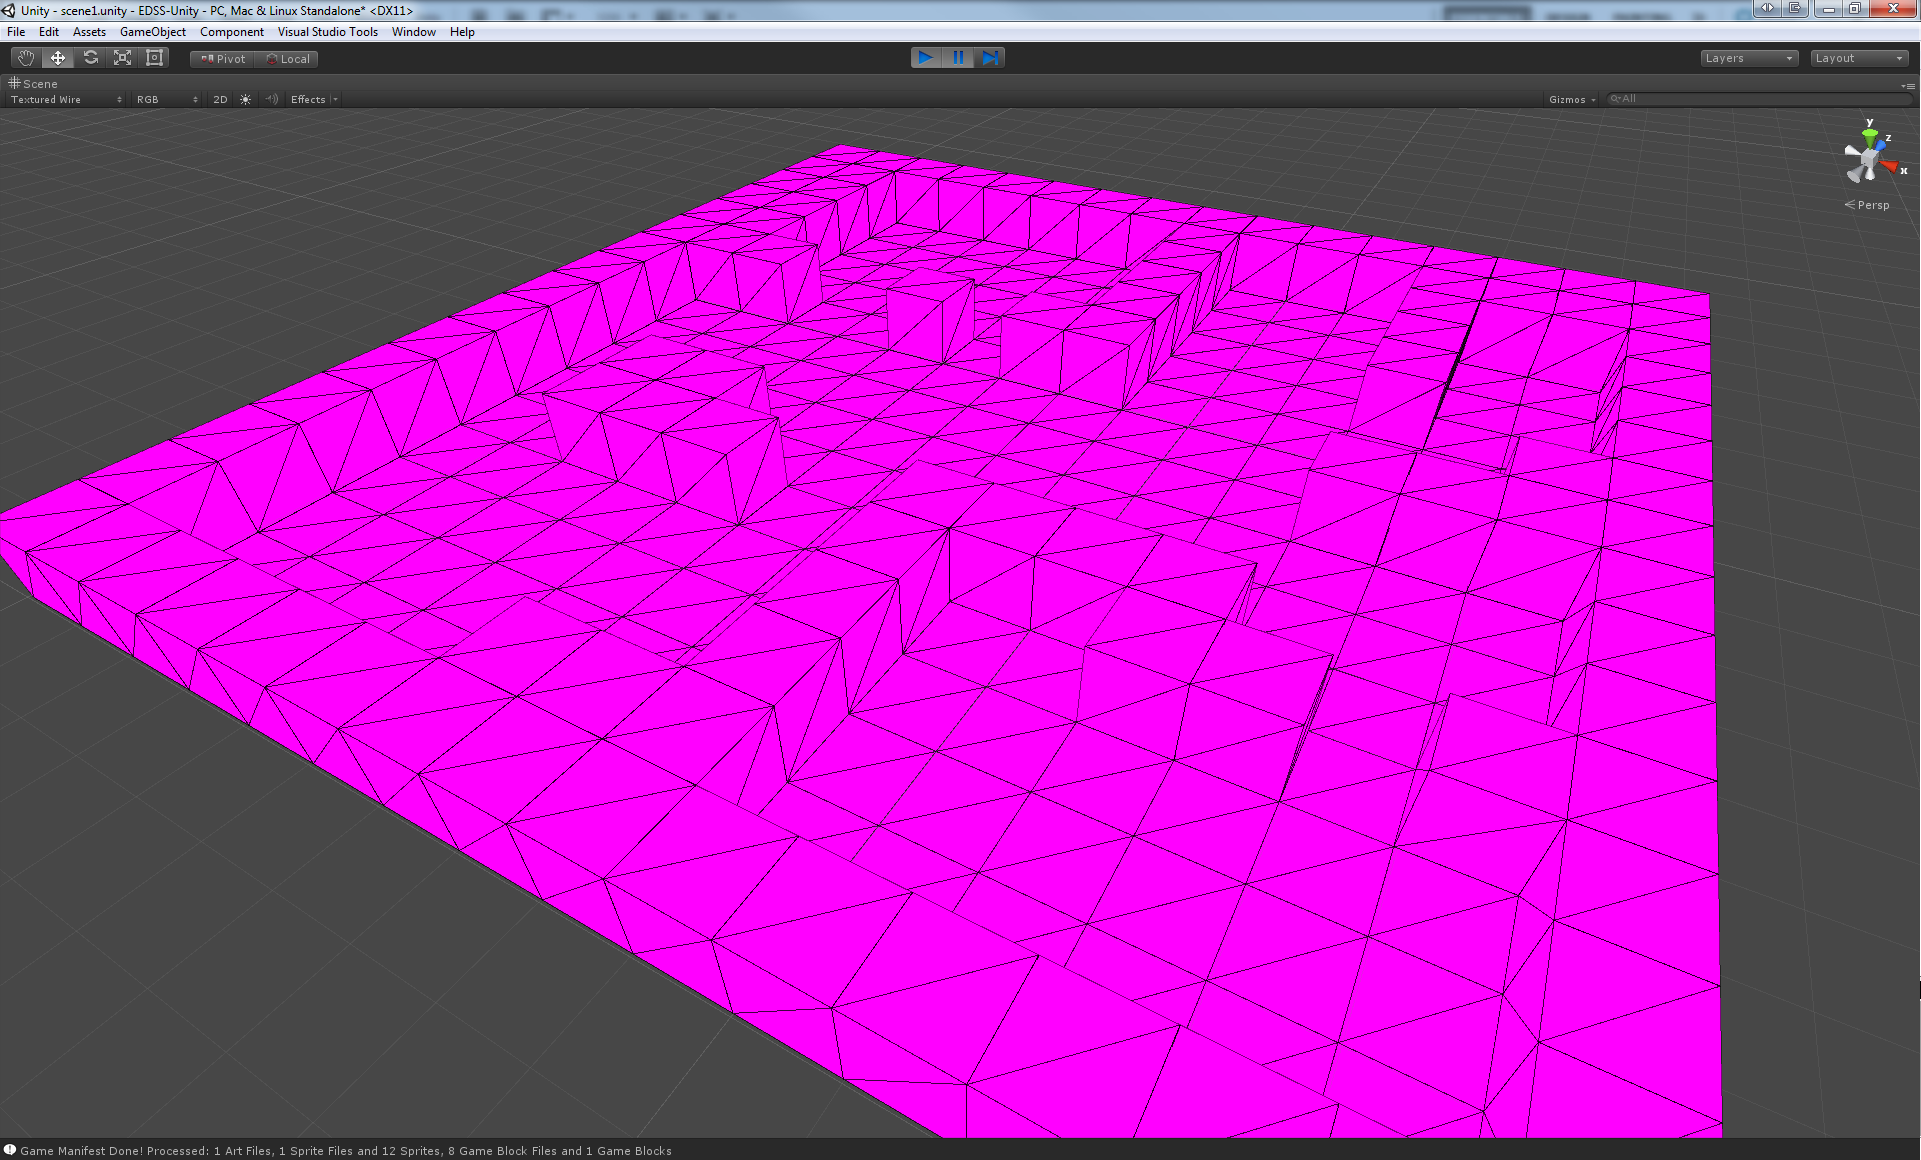 Unity - scene1.unity - EDSS-Unity - PC, Mac & Linux Standalone* <DX11>
File Edit Assets GameObject Component Visual Studio Tools Window Help
Pivot Local Layers Layout
Scene
Textured Wire RGB 2D Effects Gizmos All
y
z
x
Persp
Game Manifest Done! Processed: 1 Art Files, 1 Sprite Files and 12 Sprites, 8 Game Block Files and 1 Game Blocks